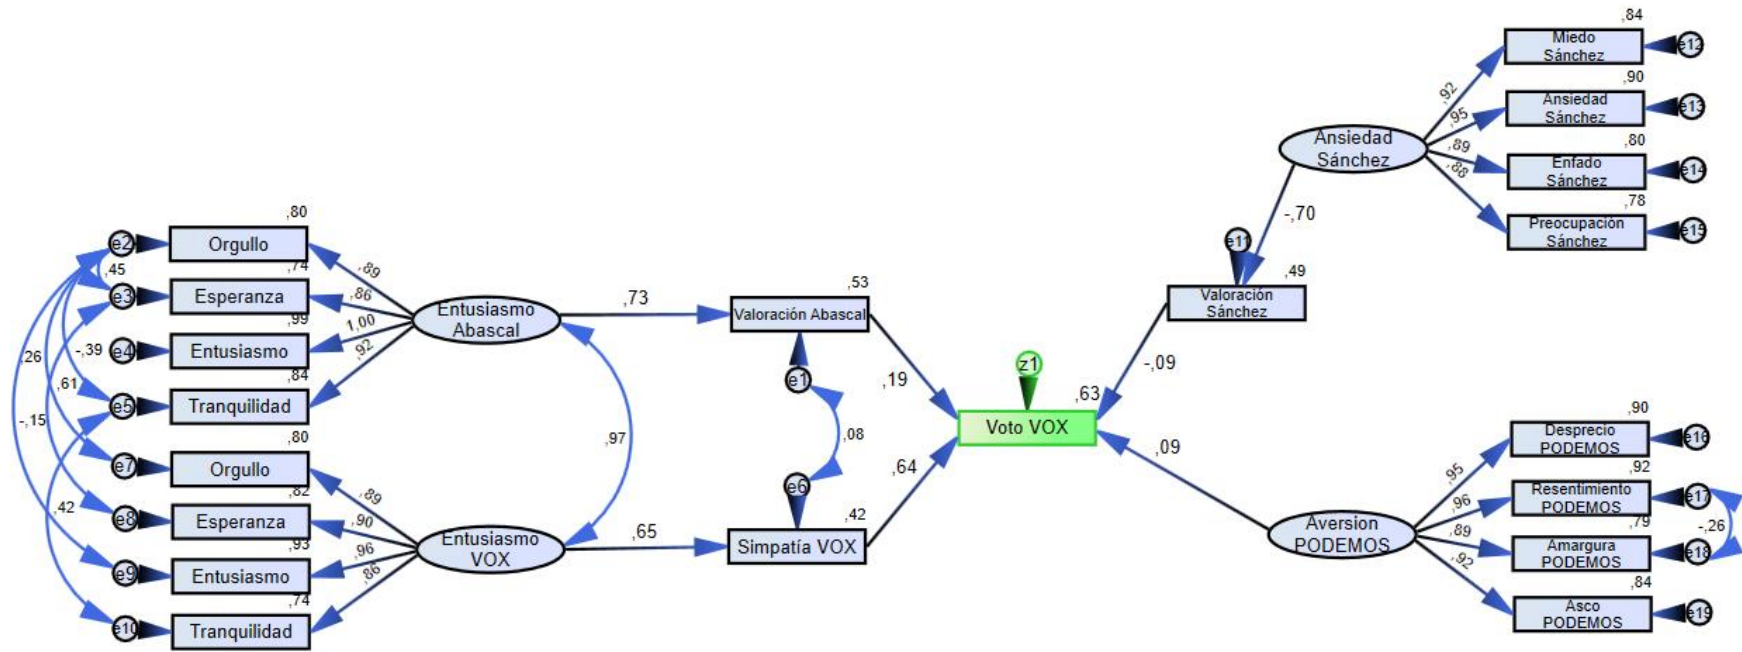 ,84
Miedo
Sánchez
e12
,92
,90
Ansiedad
Sánchez
e13
,95
Ansiedad
Sánchez
,80
,89
Enfado
Sánchez
e14
,88
,78
Preocupación
Sánchez
e15
-,70
e11
,49
Valoración
Sánchez
-,09
,80
e2
Orgullo
,89
,45
,74
e3
Esperanza
,86
Entusiasmo
Abascal
,99
1,00
e4
Entusiasmo
-,39
,92
,26
,61
,84
e5
Tranquilidad
-,15
,73
,53
Valoración Abascal
e1
,19
,08
,97
z1
,63
Voto VOX
,80
e7
Orgullo
,89
,82
,42
e8
Esperanza
,90
Entusiasmo
VOX
,93
,96
e9
Entusiasmo
,86
,74
e10
Tranquilidad
,65
e6
,42
Simpatía VOX
,64
,09
Aversion
PODEMOS
,90
Desprecio
PODEMOS
e16
,95
,92
Resentimiento
PODEMOS
e17
,96
-,26
,79
,89
Amargura
PODEMOS
e18
,92
,84
Asco
PODEMOS
e19